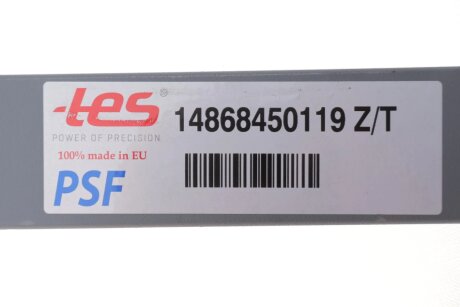 tes®
14868450119 Z/T
POWER OF PRECISION
100% made in EU
PSF